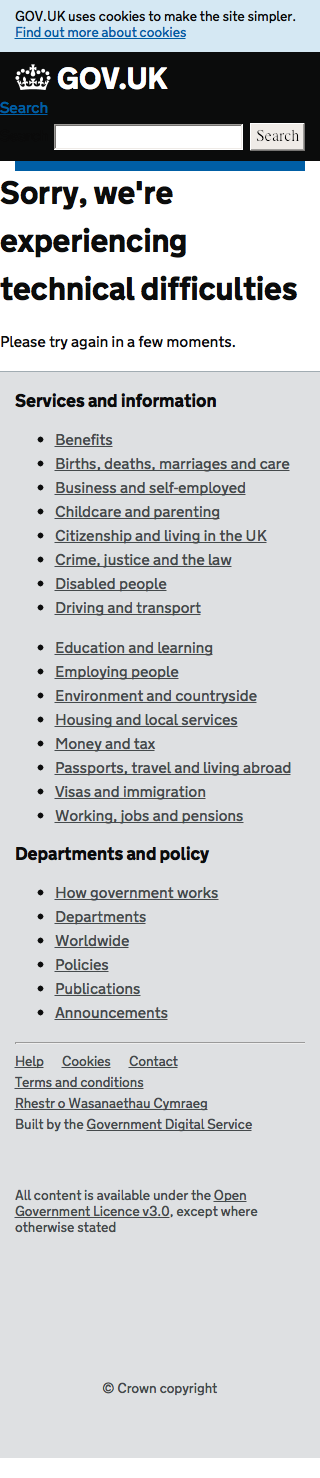 GOV.UK uses cookies to make the site simpler.
Find out more about cookies
GOV.UK
Search
Search
Sorry, we're
experiencing
technical difficulties
Please try again in a few moments.
Services and information
Benefits
Births, deaths, marriages and care
Business and self-employed
Childcare and parenting
Citizenship and living in the UK
Crime, justice and the law
Disabled people
Driving and transport
Education and learning
Employing people
Environment and countryside
Housing and local services
Money and tax
Passports, travel and living abroad
Visas and immigration
Working, jobs and pensions
Departments and policy
How government works
Departments
Worldwide
Policies
Publications
Announcements
Help Cookies Contact
Terms and conditions
Rhestr o Wasanaethau Cymraeg
Built by the Government Digital Service
All content is available under the Open
Government Licence v3.0, except where
otherwise stated
© Crown copyright